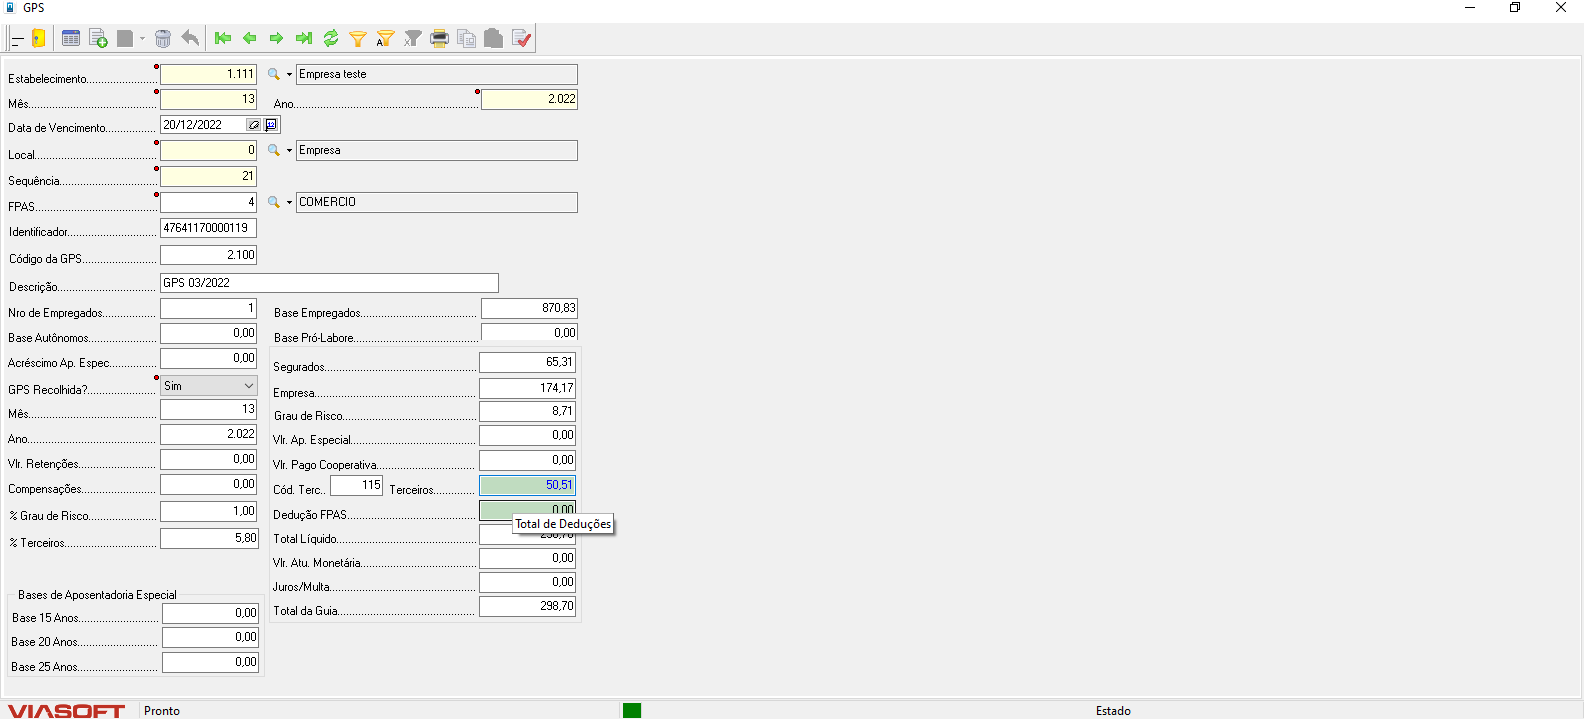 GPS
Estabelecimento 1.111 Empresa teste
Mês 13 Ano 2.022
Data de Vencimento 20/12/2022
Local 0 Empresa
Sequência 21
FPAS 4 COMERCIO
Identificador 47641170000119
Código da GPS 2.100
Descrição GPS 03/2022
Nro de Empregados 1 Base Empregados 870,83
Base Autônomos 0,00 Base Pró-Labore 0,00
Acréscimo Ap. Espec 0,00 Segurados 65,31
GPS Recolhida? Sim Empresa 174,17
Mês 13 Grau de Risco 8,71
Ano 2.022 Vlr. Ap. Especial 0,00
Vlr. Retenções 0,00 Vlr. Pago Cooperativa 0,00
Compensações 0,00 Cód. Terc.. 115 Terceiros 50,51
% Grau de Risco 1,00 Dedução FPAS 0,00
Total de Deduções
% Terceiros 5,80 Total Líquido
Vlr. Atu. Monetária 0,00
Juros/Multa 0,00
Bases de Aposentadoria Especial
Base 15 Anos 0,00 Total da Guia 298,70
Base 20 Anos 0,00
Base 25 Anos 0,00
VIASOFT Pronto Estado